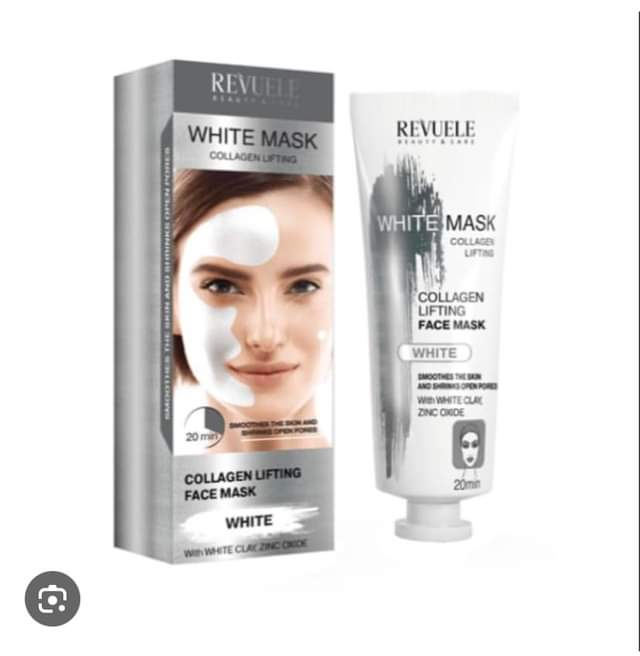 REVUELE
BEAUTY & CARE
WHITE MASK
COLLAGEN LIFTING
SMOOTHES THE SKIN AND SHRINKS OPEN PORES
20 min
SMOOTHES THE SKIN AND
SHRINKS OPEN PORES
COLLAGEN LIFTING
FACE MASK
WHITE
With WHITE CLAY, ZINC OXIDE
REVUELE
BEAUTY & CARE
WHITE MASK
COLLAGEN
LIFTING
COLLAGEN
LIFTING
FACE MASK
WHITE
SMOOTHES THE SKIN
AND SHRINKS OPEN PORES
With WHITE CLAY,
ZINC OXIDE
20min